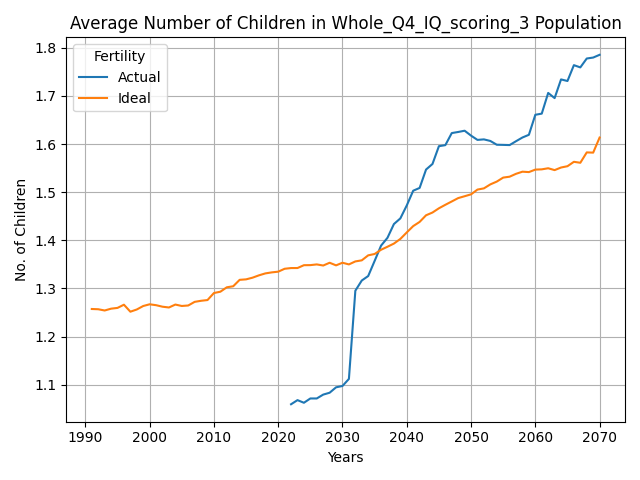 Average Number of Children in Whole_Q4_IQ_scoring_3 Population
Fertility
Actual
Ideal
No. of Children
1.8
1.7
1.6
1.5
1.4
1.3
1.2
1.1
1990 2000 2010 2020 2030 2040 2050 2060 2070
Years